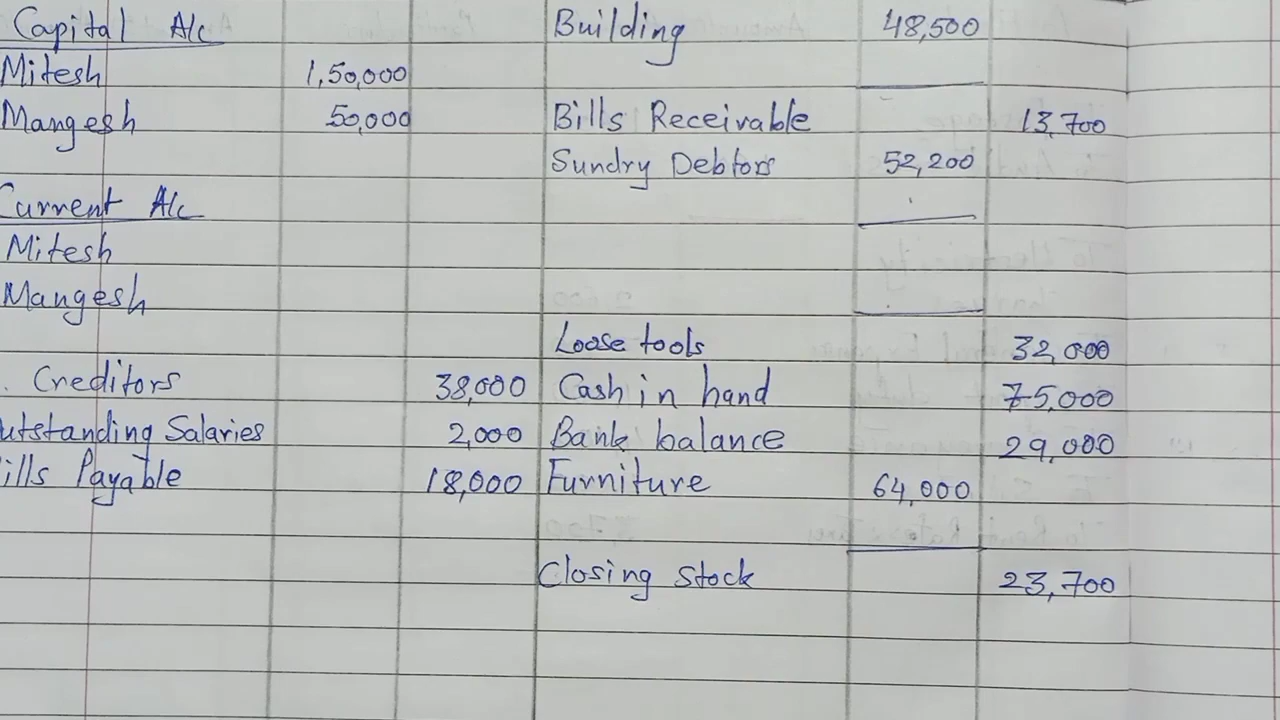 Capital A/c
Building 48,500
Mitesh 1,50,000
Mangesh 50,000 Bills Receivable 13,700
Sundry Debtors 52,200
Current A/c
Mitesh
Mangesh
Loose tools 32,000
. Creditors 38,000 Cash in hand 75,000
utstanding Salaries 2,000 Bank balance 29,000
ills Payable 18,000 Furniture 64,000
Closing Stock 23,700